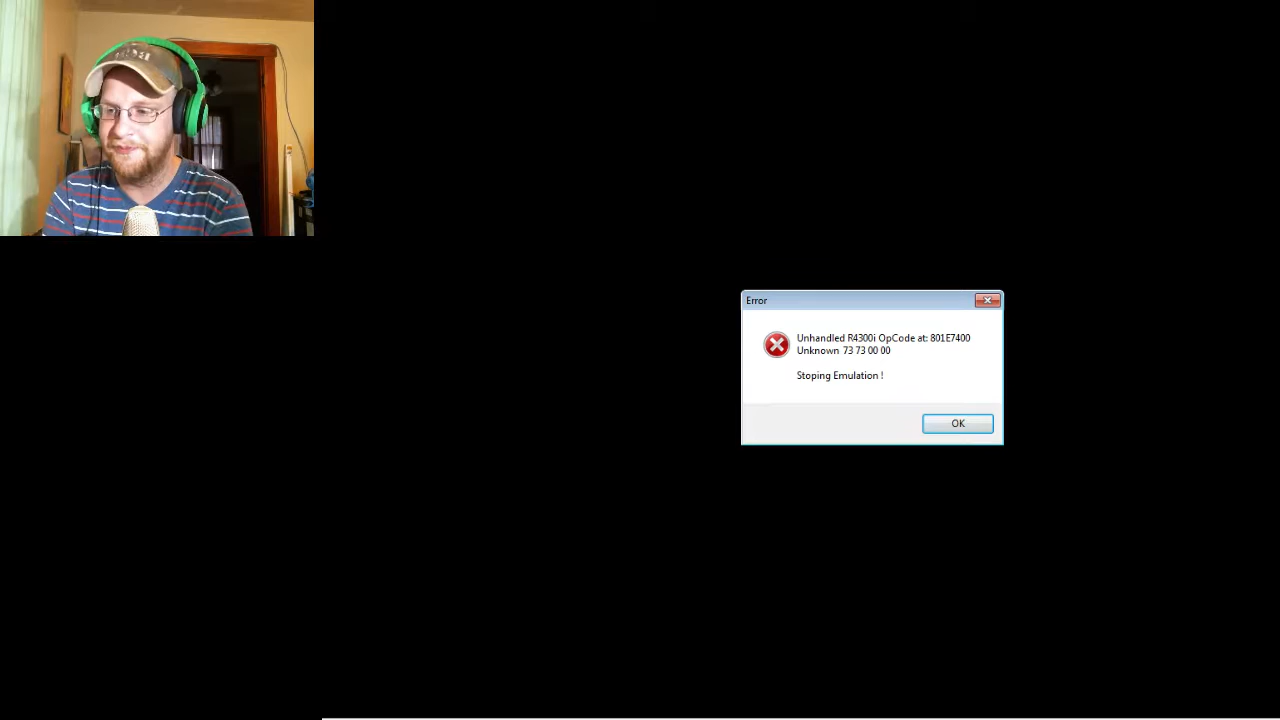 Error
Unhandled R4300i OpCode at: 801E7400
Unknown 73 73 00 00
Stoping Emulation !
OK